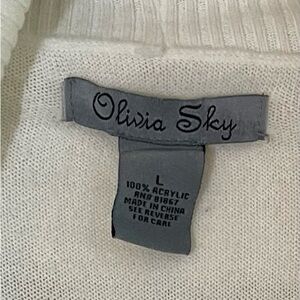 Olivia Sky
L
100% ACRYLIC
RN# 81867
MADE IN CHINA
SEE REVERSE
FOR CARE